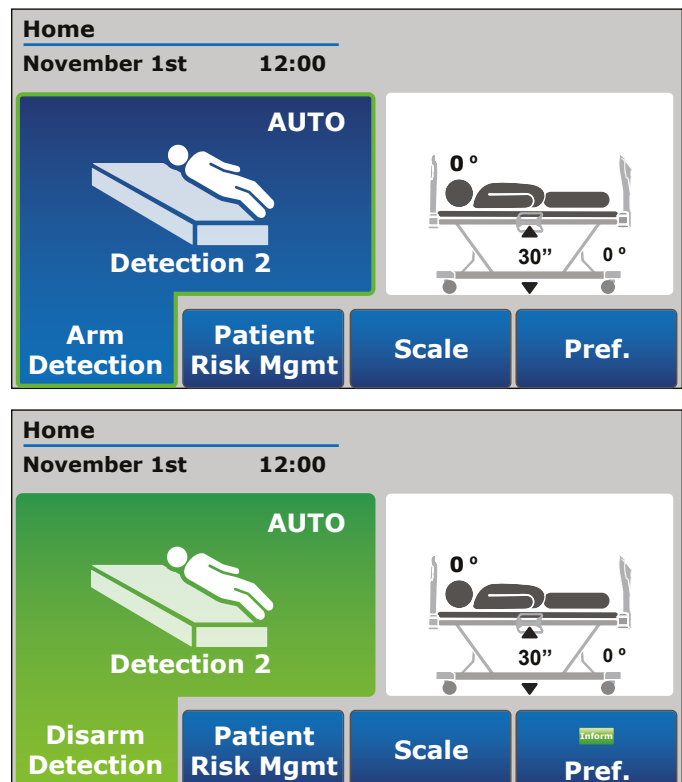 Home
November 1st 12:00
AUTO
Detection 2
0 º
30” 0 º
Arm
Detection
Patient
Risk Mgmt
Scale
Pref.
Home
November 1st 12:00
AUTO
Detection 2
0 º
30” 0 º
Disarm
Detection
Patient
Risk Mgmt
Scale
Inform
Pref.